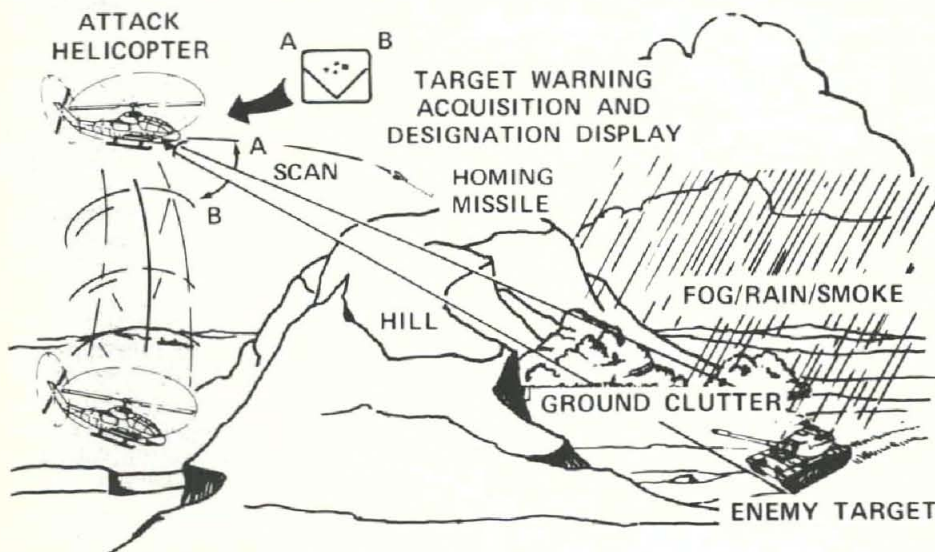 ATTACK
HELICOPTER
A B
TARGET WARNING
ACQUISITION AND
DESIGNATION DISPLAY
A
SCAN
B
HOMING
MISSILE
FOG/RAIN/SMOKE
HILL
GROUND CLUTTER
ENEMY TARGET